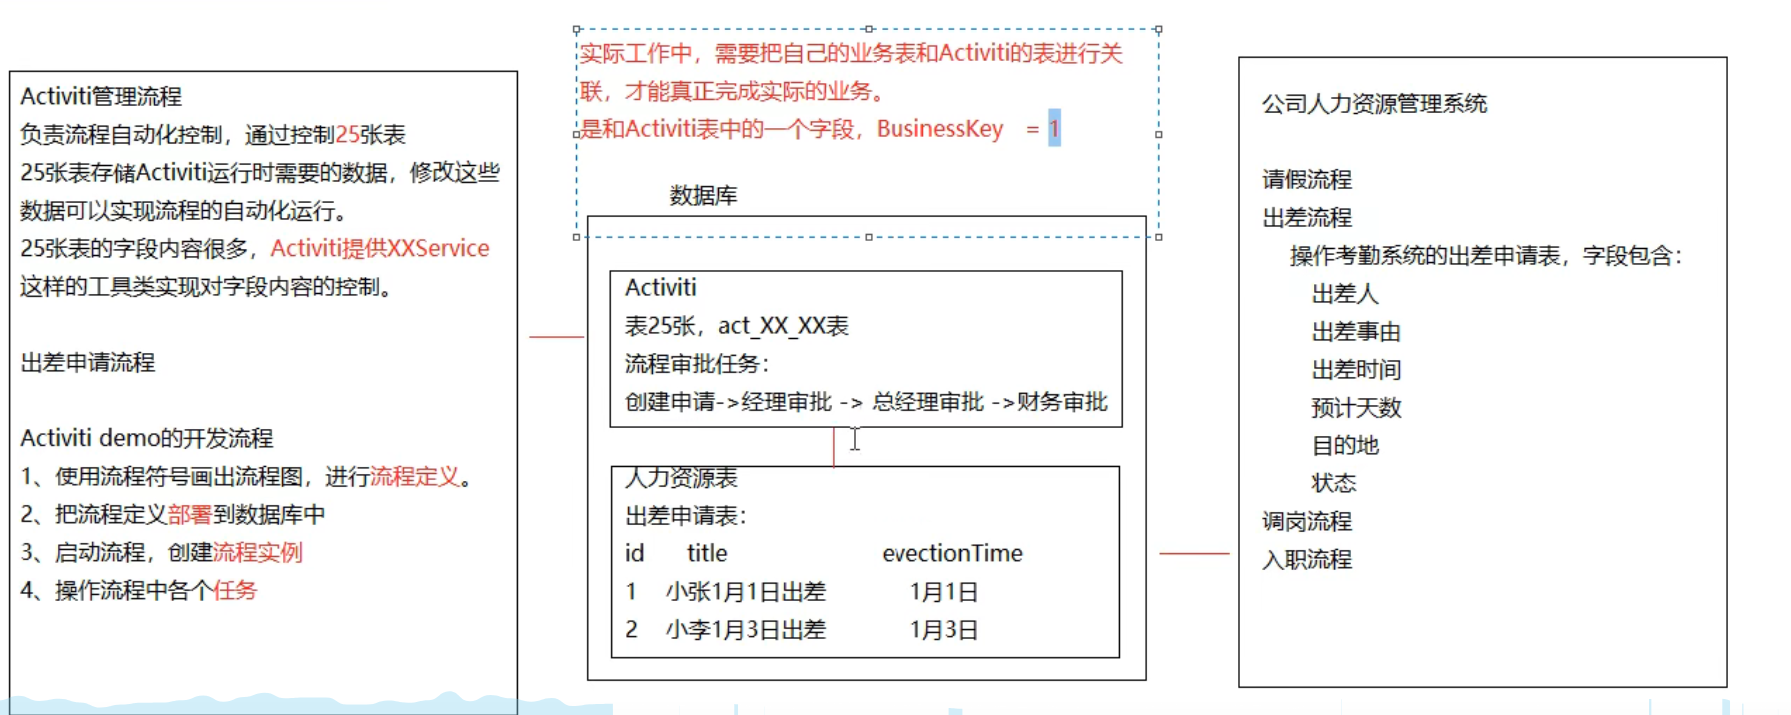 Activiti管理流程
负责流程自动化控制，通过控制25张表
25张表存储Activiti运行时需要的数据，修改这些
数据可以实现流程的自动化运行。
25张表的字段内容很多，Activiti提供XXService
这样的工具类实现对字段内容的控制。
出差申请流程
Activiti demo的开发流程
1、使用流程符号画出流程图，进行流程定义。
2、把流程定义部署到数据库中
3、启动流程，创建流程实例
4、操作流程中各个任务
实际工作中，需要把自己的业务表和Activiti的表进行关
联，才能真正完成实际的业务。
是和Activiti表中的一个字段，BusinessKey = 1
数据库
Activiti
表25张，act_XX_XX表
流程审批任务：
创建申请->经理审批 -> 总经理审批 ->财务审批
人力资源表
出差申请表：
id title evectionTime
1 小张1月1日出差 1月1日
2 小李1月3日出差 1月3日
公司人力资源管理系统
请假流程
出差流程
操作考勤系统的出差申请表，字段包含：
出差人
出差事由
出差时间
预计天数
目的地
状态
调岗流程
入职流程